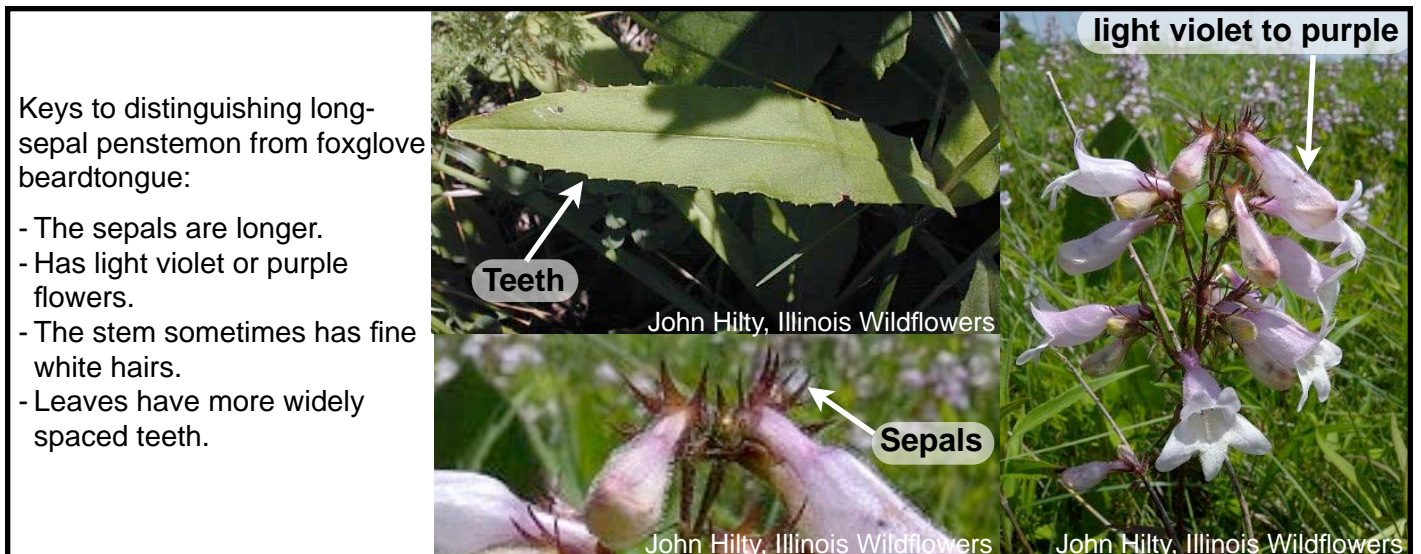 Keys to distinguishing long-
sepal penstemon from foxglove
beardtongue:
- The sepals are longer.
- Has light violet or purple
flowers.
- The stem sometimes has fine
white hairs.
- Leaves have more widely
spaced teeth.
Teeth
John Hilty, Illinois Wildflowers
Sepals
John Hilty, Illinois Wildflowers
light violet to purple
John Hilty, Illinois Wildflowers